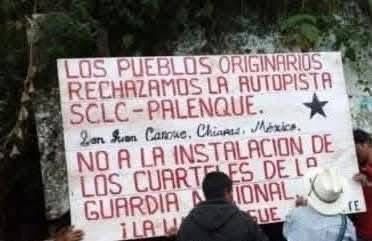 LOS PUEBLOS ORIGINARIOS
RECHAZAMOS LA AUTOPISTA
SCLC-PALENQUE.
San Juan Cancuc, Chiapas, México.
NO A LA INSTALACION DE
LOS CUARTELES DE LA
GUARDIA NACIONAL.
¡LA